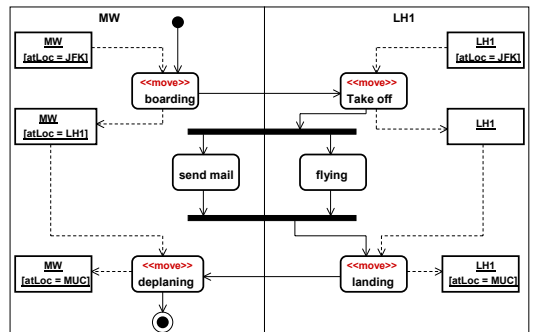 MW
LH1
MW
[atLoc = JFK]
<<move>>
boarding
<<move>>
Take off
LH1
[atLoc = JFK]
MW
[atLoc = LH1]
LH1
send mail
flying
MW
[atLoc = MUC]
<<move>>
deplaning
<<move>>
landing
LH1
[atLoc = MUC]